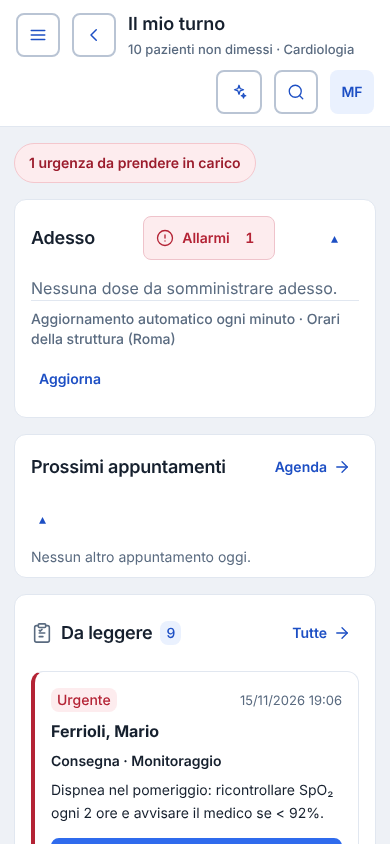 Il mio turno
10 pazienti non dimessi · Cardiologia
MF
1 urgenza da prendere in carico
Adesso
Allarmi 1
▲
Nessuna dose da somministrare adesso.
Aggiornamento automatico ogni minuto · Orari
della struttura (Roma)
Aggiorna
Prossimi appuntamenti
Agenda →
▲
Nessun altro appuntamento oggi.
Da leggere 9
Tutte →
Urgente
15/11/2026 19:06
Ferrioli, Mario
Consegna · Monitoraggio
Dispnea nel pomeriggio: ricontrollare SpO₂
ogni 2 ore e avvisare il medico se < 92%.